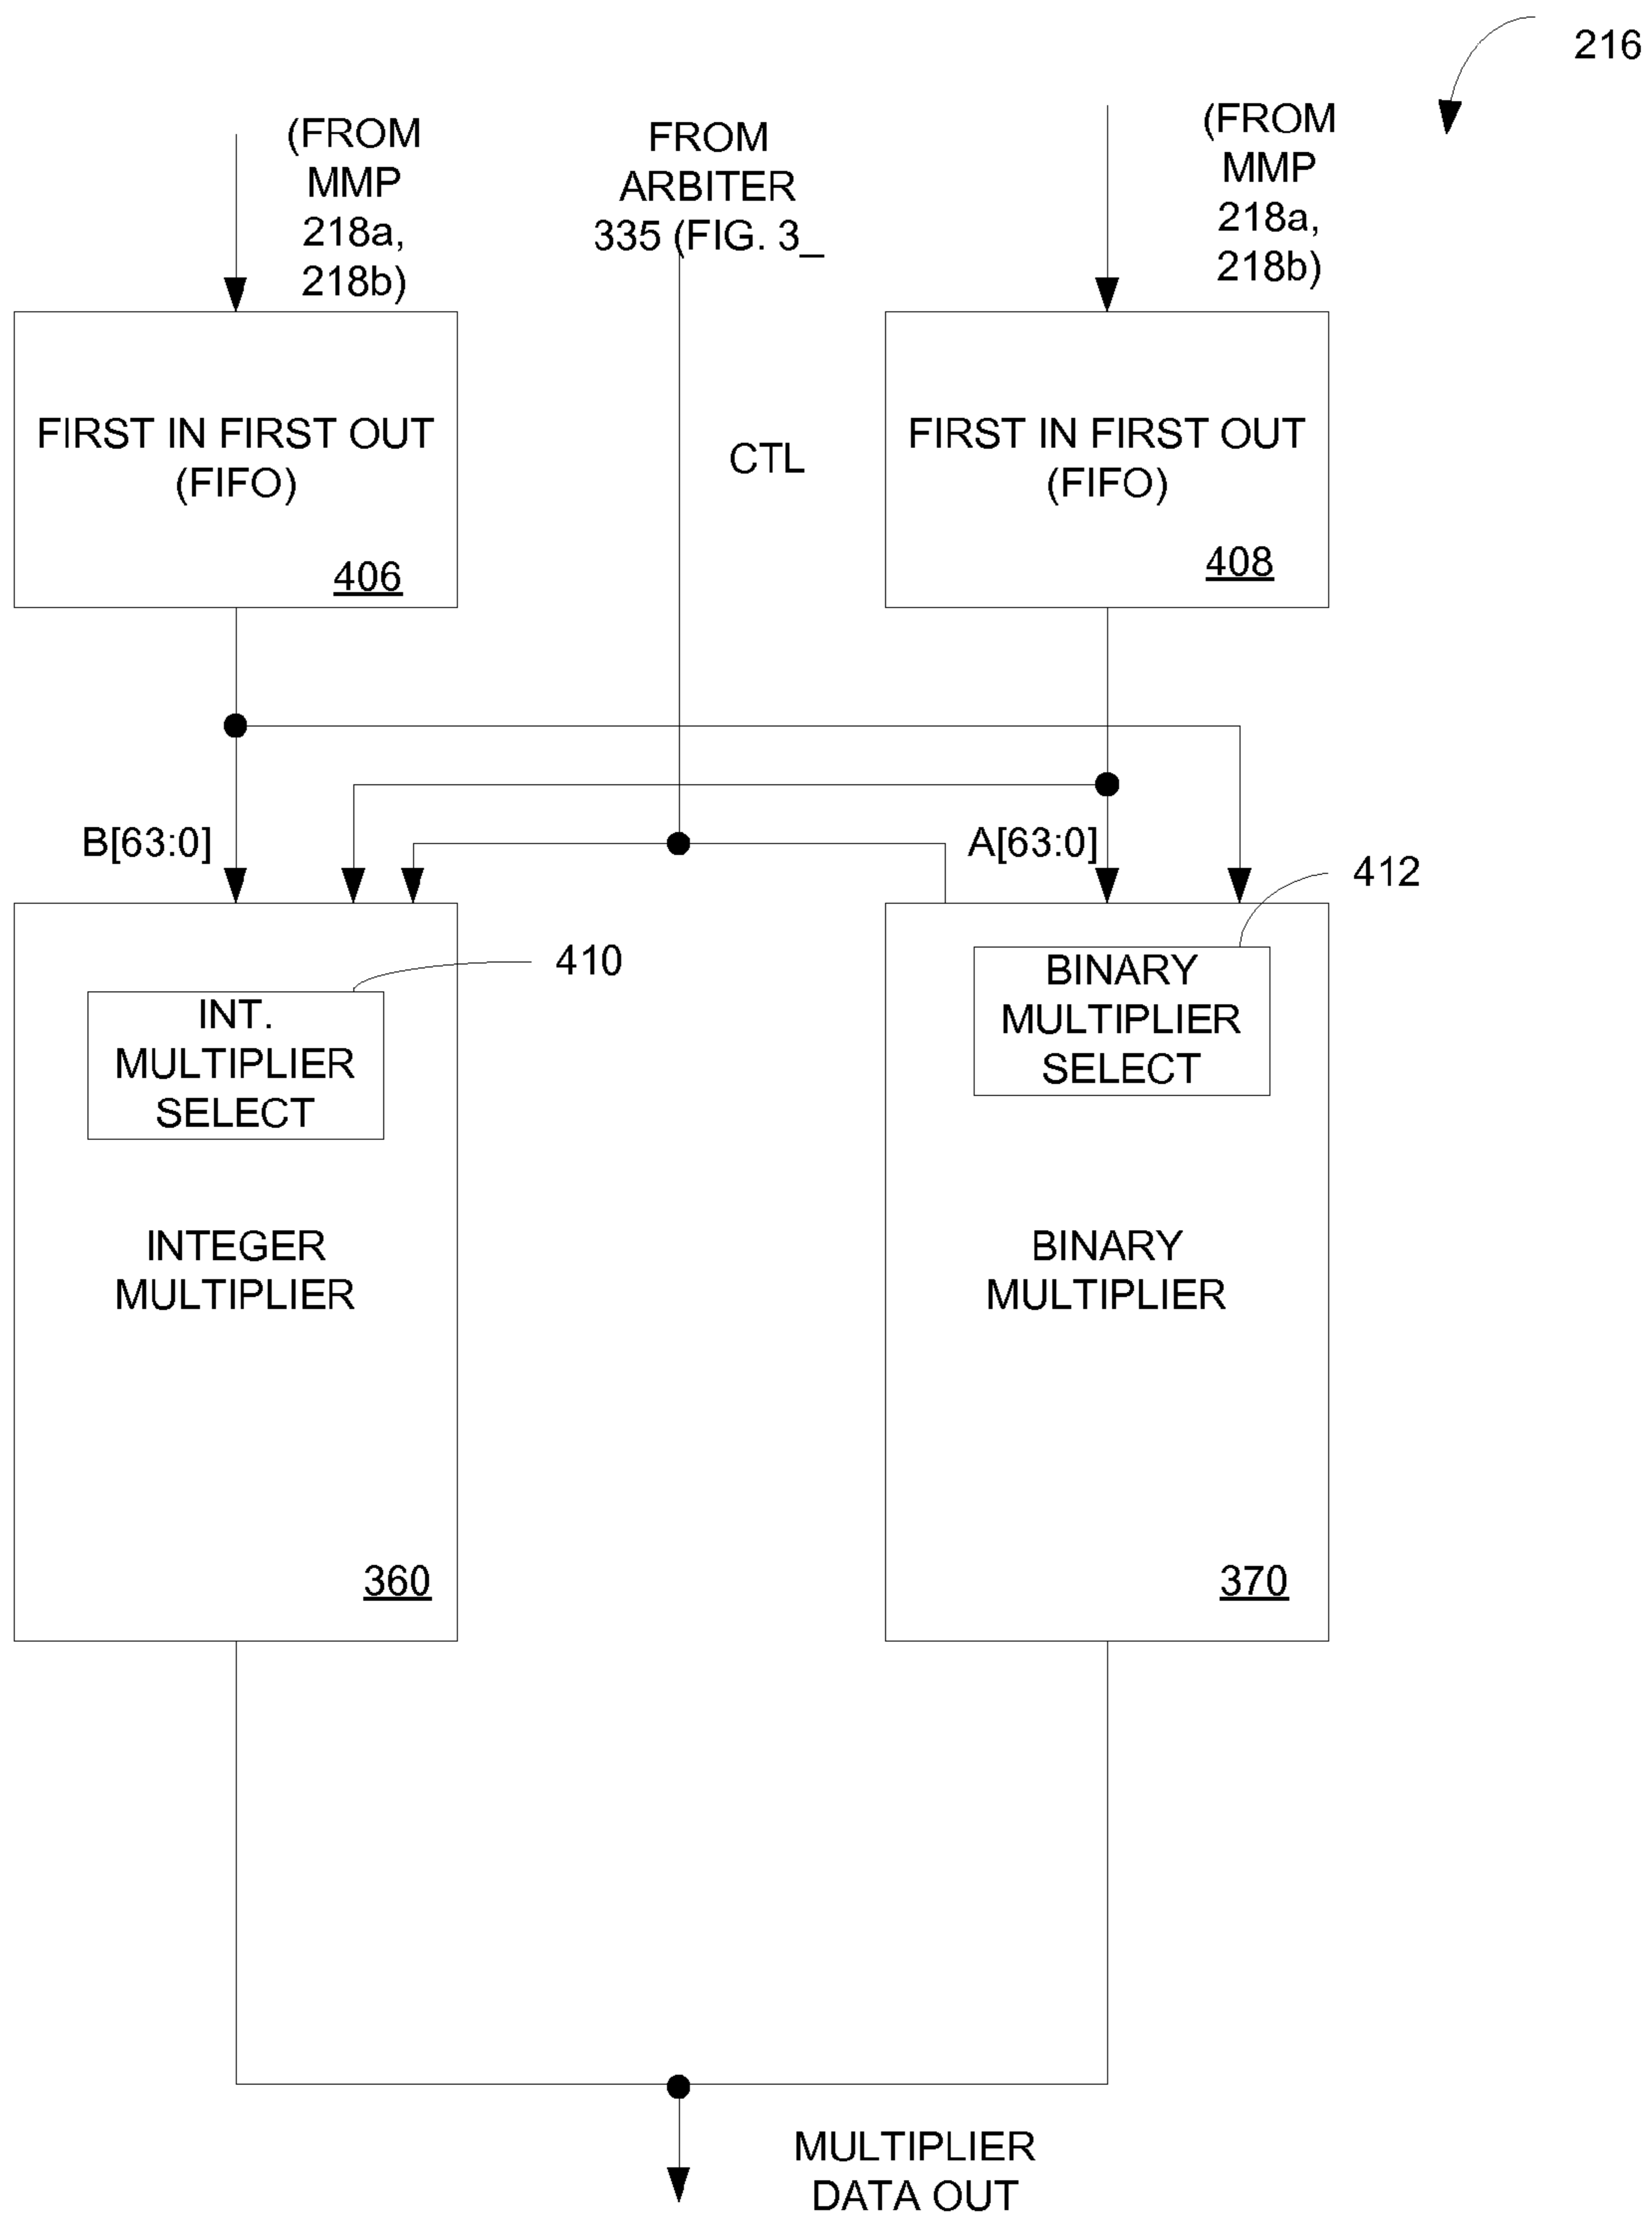 216
(FROM
MMP
218a,
218b)
FROM
ARBITER
335 (FIG. 3_
(FROM
MMP
218a,
218b)
FIRST IN FIRST OUT
(FIFO)
406
CTL
FIRST IN FIRST OUT
(FIFO)
408
B[63:0]
A[63:0]
412
410
INT.
MULTIPLIER
SELECT
BINARY
MULTIPLIER
SELECT
INTEGER
MULTIPLIER
BINARY
MULTIPLIER
360
370
MULTIPLIER
DATA OUT